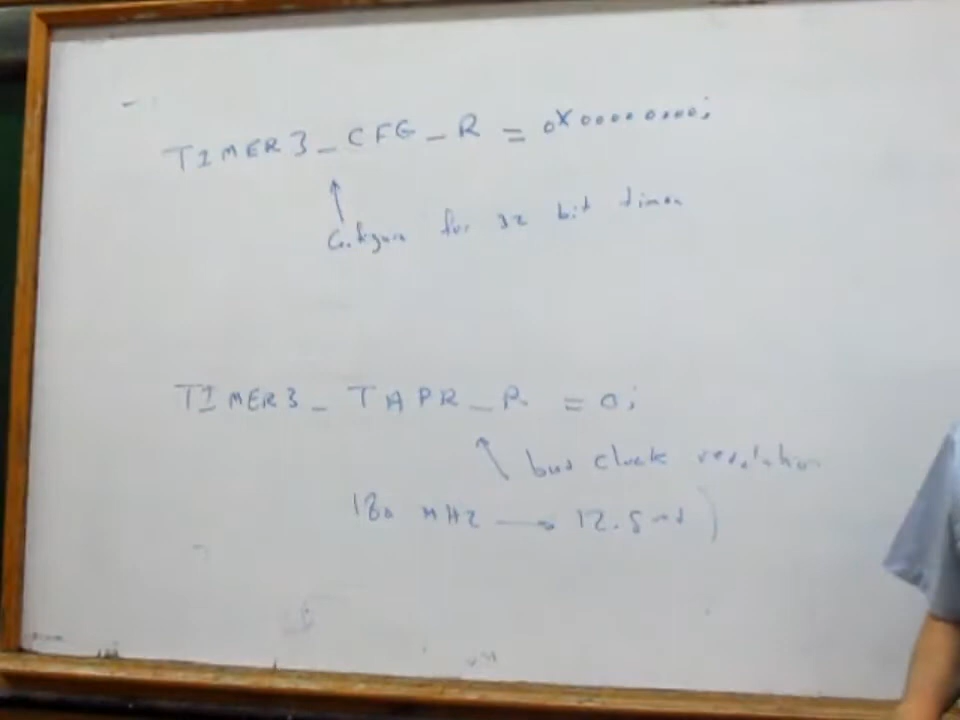 TIMER3_CFG_R = 0X00000000;
Configure for 32 bit timer
TIMER3_TAPR_R = 0;
bus clock resolution
180 MHZ → 12.5 ns )